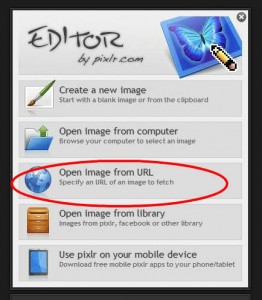 EDITOR
by pixlr.com
Create a new image
Start with a blank image or from the clipboard
Open image from computer
Browse your computer to select an image
Open image from URL
Specify an URL of an image to fetch
Open image from library
Images from pixlr, facebook or other library
Use pixlr on your mobile device
Download free mobile pixlr apps to your phone/tablet